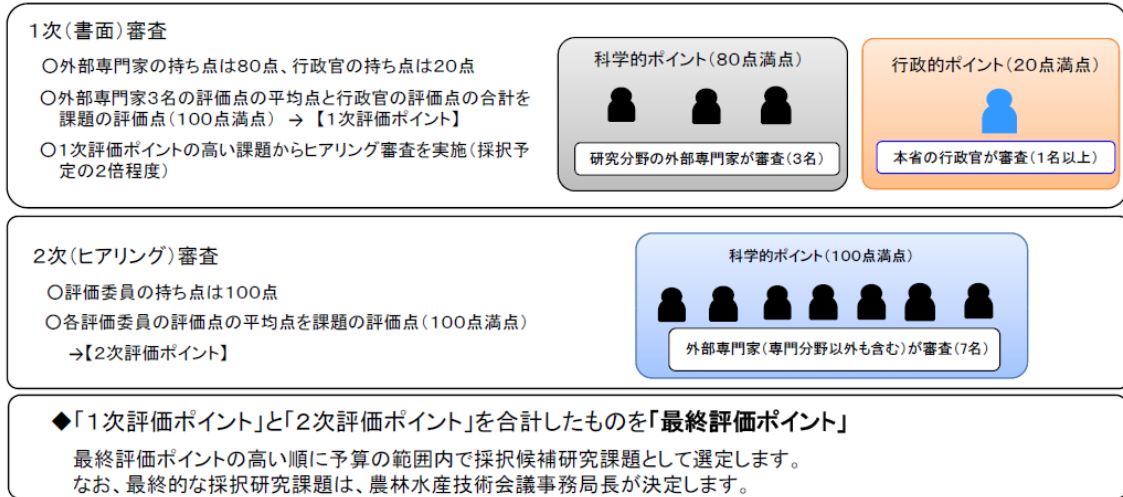 1次(書面)審査
○外部専門家の持ち点は80点、行政官の持ち点は20点
○外部専門家3名の評価点の平均点と行政官の評価点の合計を
課題の評価点(100点満点) → 【1次評価ポイント】
○1次評価ポイントの高い課題からヒアリング審査を実施(採択予
定の2倍程度)
科学的ポイント(80点満点)
研究分野の外部専門家が審査(3名)
行政的ポイント(20点満点)
本省の行政官が審査(1名以上)
2次(ヒアリング)審査
○評価委員の持ち点は100点
○各評価委員の評価点の平均点を課題の評価点(100点満点)
→【2次評価ポイント】
科学的ポイント(100点満点)
外部専門家(専門分野以外も含む)が審査(7名)
◆「1次評価ポイント」と「2次評価ポイント」を合計したものを「最終評価ポイント」
最終評価ポイントの高い順に予算の範囲内で採択候補研究課題として選定します。
なお、最終的な採択研究課題は、農林水産技術会議事務局長が決定します。